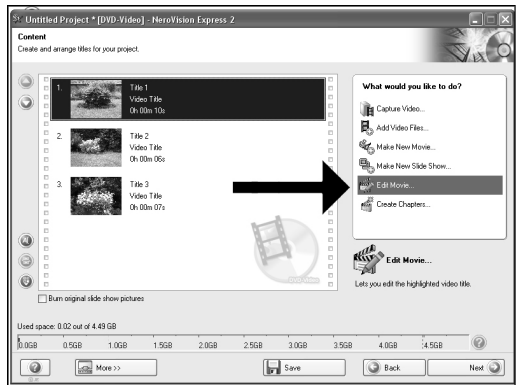 Untitled Project * [DVD-Video] - NeroVision Express 2
Content
Create and arrange titles for your project.
1. Title 1
Video Title
0h 00m 10s
2. Title 2
Video Title
0h 00m 06s
3. Title 3
Video Title
0h 00m 07s
What would you like to do?
Capture Video...
Add Video Files...
Make New Movie...
Make New Slide Show...
Edit Movie...
Create Chapters...
Edit Movie...
Lets you edit the highlighted video title.
Burn original slide show pictures
Used space: 0.02 out of 4.49 GB
0.0GB 0.5GB 1.0GB 1.5GB 2.0GB 2.5GB 3.0GB 3.5GB 4.0GB 4.5GB
More >> Save Back Next